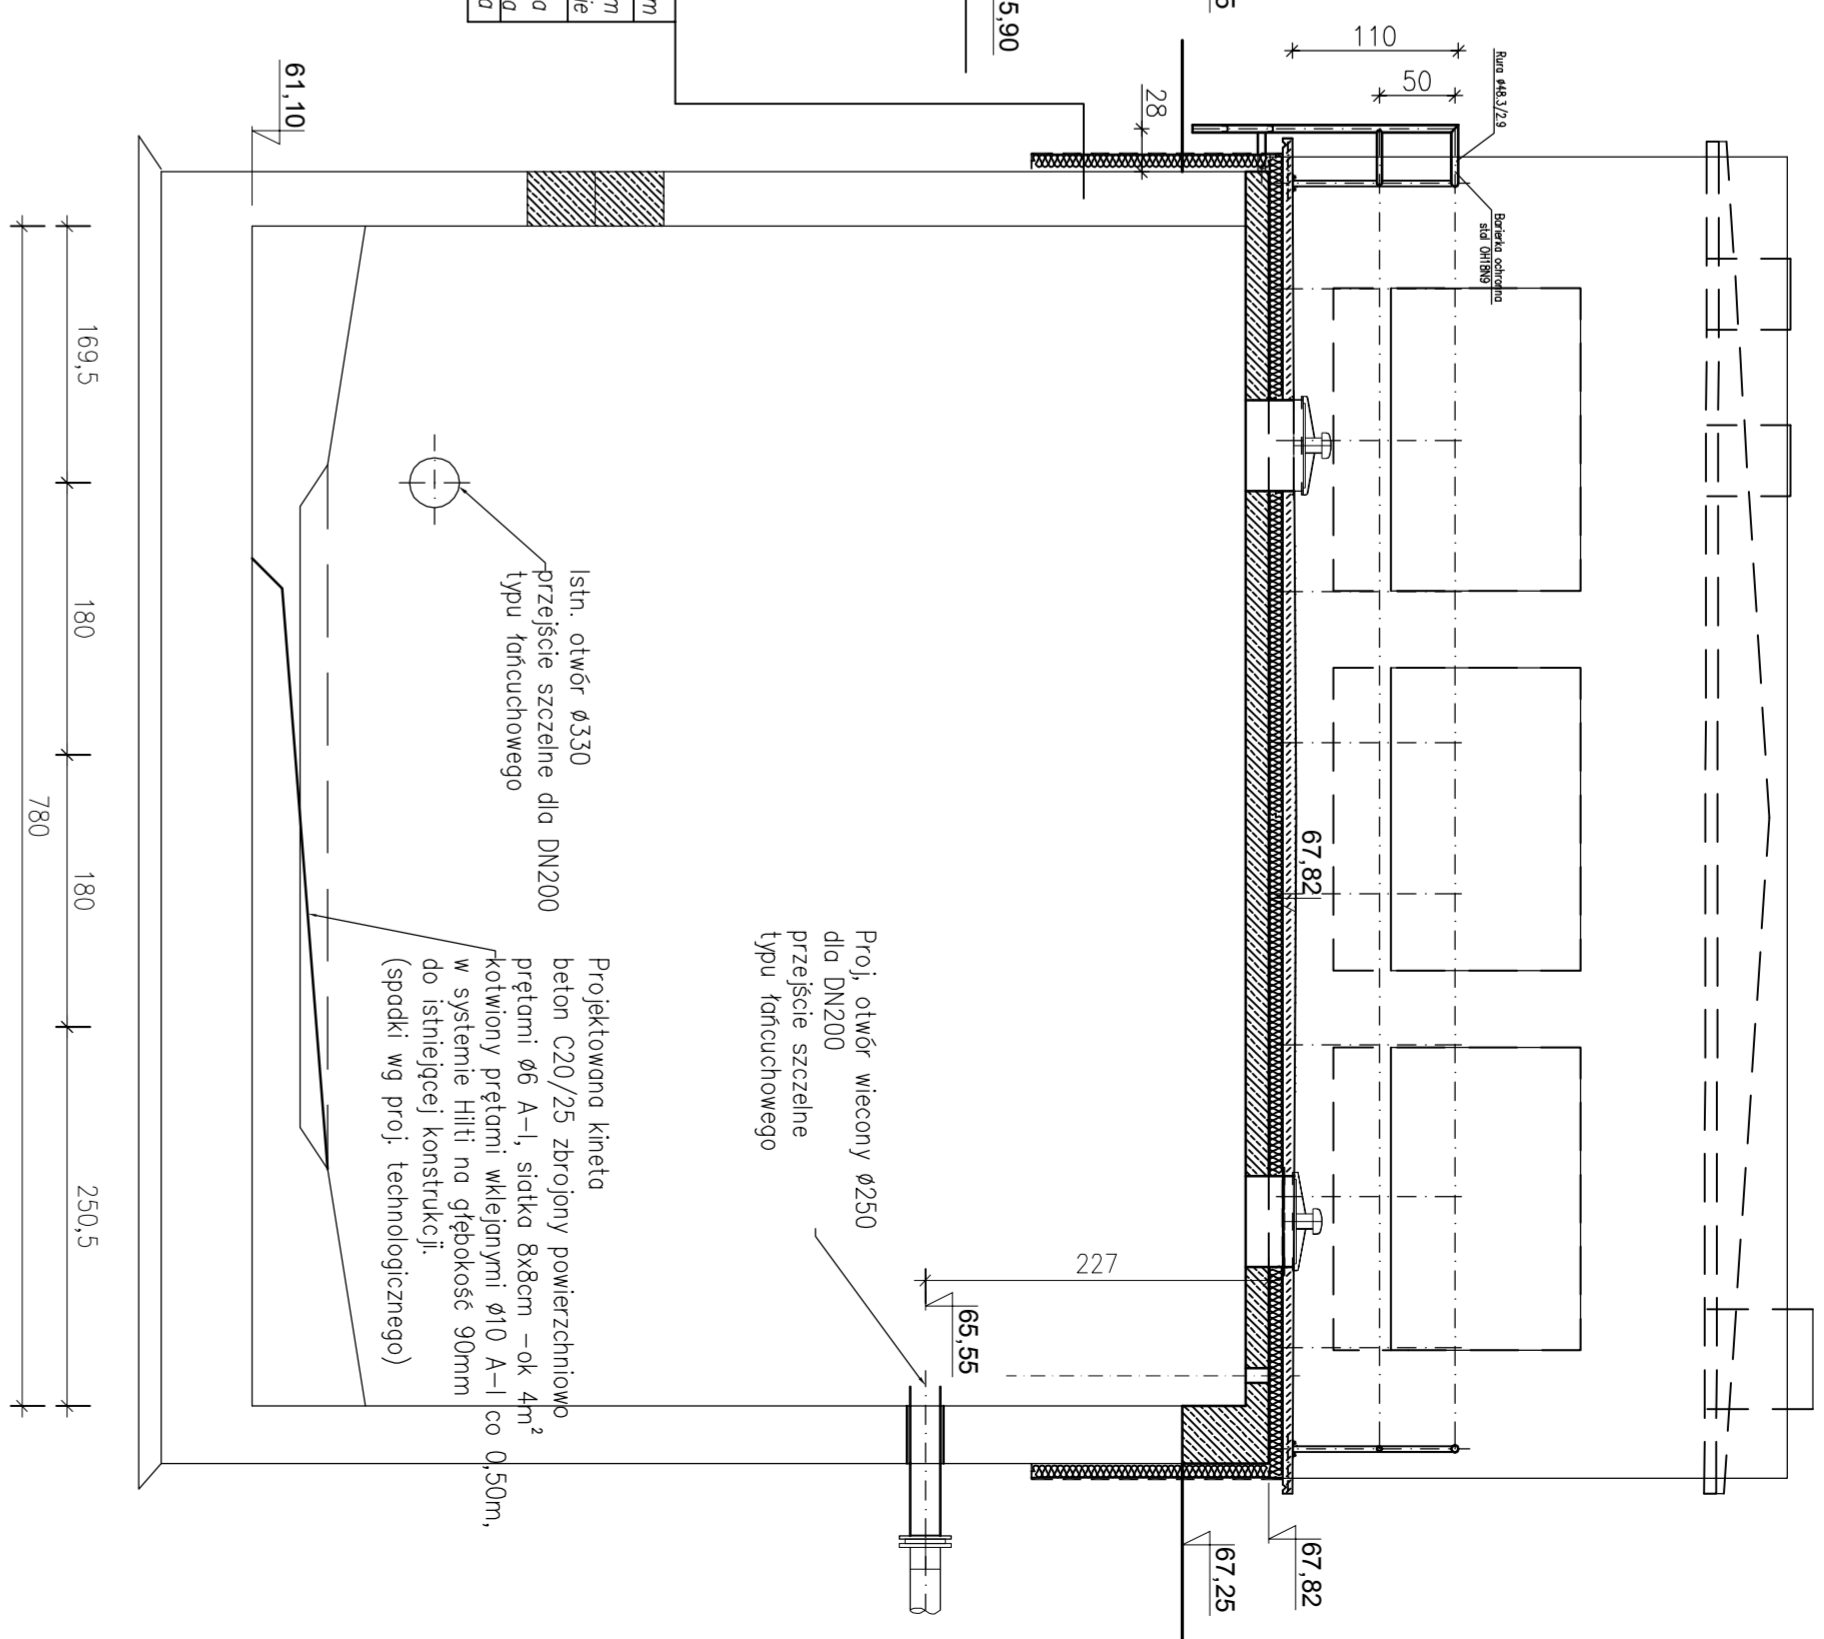 5,90
5
110
50
28
Rura ø48.3/2.9
Barierka ochronna
stal 0H18N9
61,10
67,82
Istn. otwór ø330
przejście szczelne dla DN200
typu łańcuchowego
Proj, otwór wiecony ø250
dla DN200
przejście szczelne
typu łańcuchowego
Projektowana kineta
beton C20/25 zbrojony powierzchniowo
prętami ø6 A-I, siatka 8x8cm -ok 4m²
kotwiony prętami wklejanymi ø10 A-I co 0,50m,
w systemie Hilti na głębokość 90mm
do istniejącej konstrukcji.
(spadki wg proj. technologicznego)
227
65,55
67,82
67,25
169,5
180
180
250,5
780
m
m
ie
a
a
a